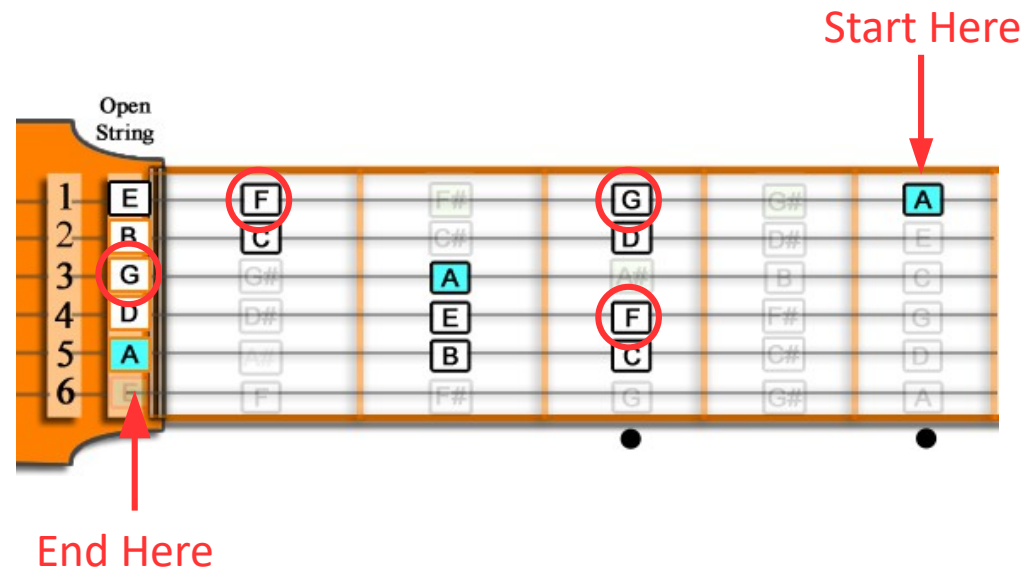 Start Here
Open
String
1 E F F# G G# A
2 B C C# D D# E
3 G G# A A# B C
4 D D# E F F# G
5 A A# B C C# D
6 E F F# G G# A
End Here